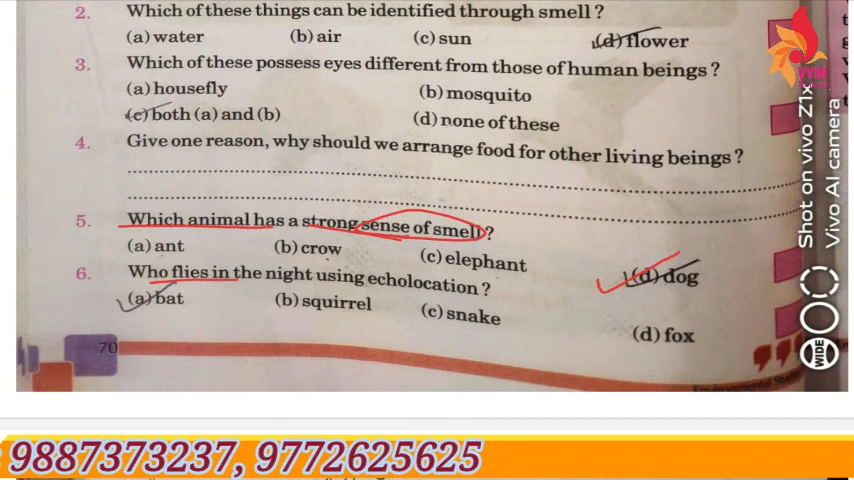 2. Which of these things can be identified through smell ?
(a) water (b) air (c) sun (d) flower
3. Which of these possess eyes different from those of human beings ?
(a) housefly (b) mosquito
(c) both (a) and (b) (d) none of these
4. Give one reason, why should we arrange food for other living beings ?
5. Which animal has a strong sense of smell ?
(a) ant (b) crow (c) elephant (d) dog
6. Who flies in the night using echolocation ?
(a) bat (b) squirrel (c) snake (d) fox
70
Environmental
Shot on vivo Z1x
Vivo AI camera
WIDE
VVM
9887373237, 9772625625